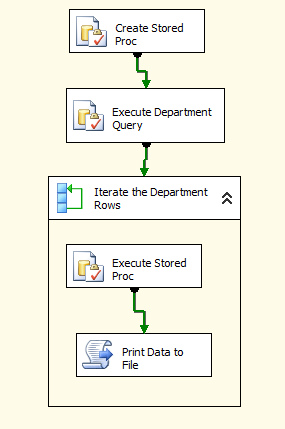 Create Stored
Proc
Execute Department
Query
Iterate the Department
Rows
Execute Stored
Proc
Print Data to
File